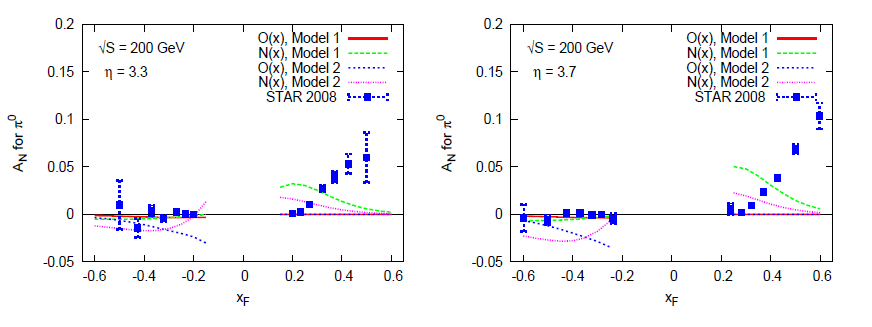 0.2
0.15
0.1
0.05
0
-0.05
-0.6
-0.4
-0.2
0
0.2
0.4
0.6
A_N for π^0
x_F
√S = 200 GeV
η = 3.3
O(x), Model 1
N(x), Model 1
O(x), Model 2
N(x), Model 2
STAR 2008
0.2
0.15
0.1
0.05
0
-0.05
-0.6
-0.4
-0.2
0
0.2
0.4
0.6
A_N for π^0
x_F
√S = 200 GeV
η = 3.7
O(x), Model 1
N(x), Model 1
O(x), Model 2
N(x), Model 2
STAR 2008